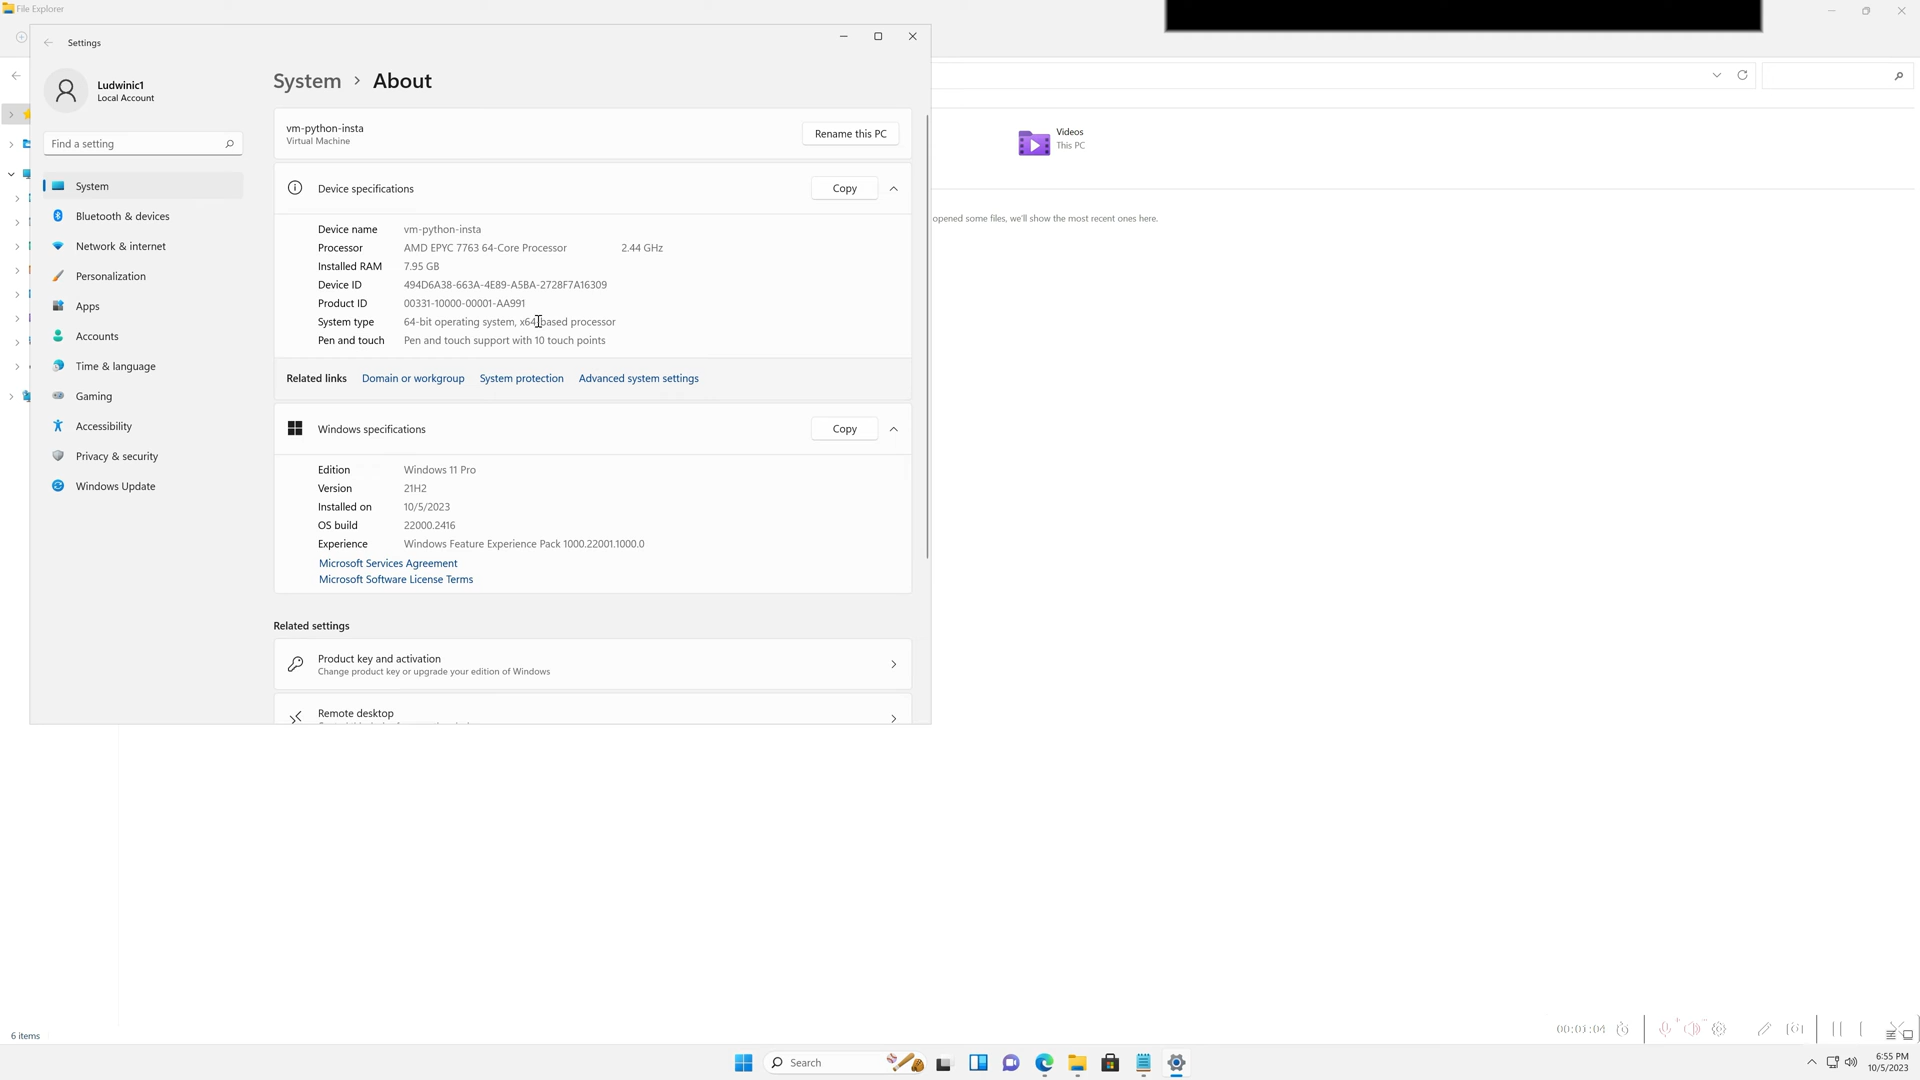 File Explorer
Settings
Ludwinic1
Local Account
Find a setting
System
Bluetooth & devices
Network & internet
Personalization
Apps
Accounts
Time & language
Gaming
Accessibility
Privacy & security
Windows Update
System > About
vm-python-insta
Virtual Machine
Rename this PC
Device specifications
Copy
Device name vm-python-insta
Processor AMD EPYC 7763 64-Core Processor 2.44 GHz
Installed RAM 7.95 GB
Device ID 494D6A38-663A-4E89-A5BA-2728F7A16309
Product ID 00331-10000-00001-AA991
System type 64-bit operating system, x64-based processor
Pen and touch Pen and touch support with 10 touch points
Related links Domain or workgroup System protection Advanced system settings
Windows specifications
Copy
Edition Windows 11 Pro
Version 21H2
Installed on 10/5/2023
OS build 22000.2416
Experience Windows Feature Experience Pack 1000.22001.1000.0
Microsoft Services Agreement
Microsoft Software License Terms
Related settings
Product key and activation
Change product key or upgrade your edition of Windows
Remote desktop
Videos
This PC
opened some files, we'll show the most recent ones here.
6 items
00:01:04
Search
6:55 PM
10/5/2023